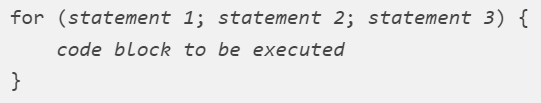 for (statement 1; statement 2; statement 3) {
    code block to be executed
}